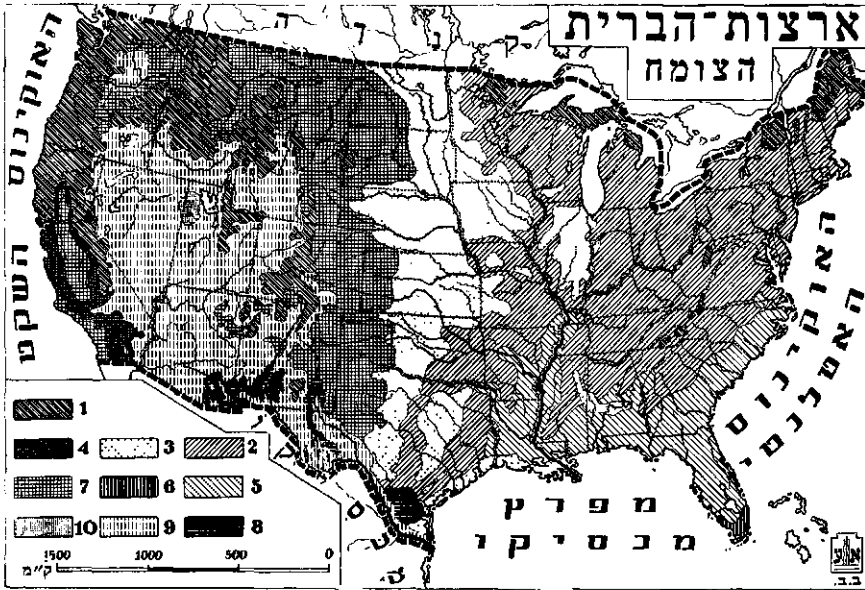 ארצות־הברית
הצומח
קנדה
האוקינוס
השקט
האוקינוס
האטלנטי
מפרץ
מכסיקו
1
2 3 4
5 6 7
8 9 10
0 500 1000 1500
ק״מ
ב.ב.